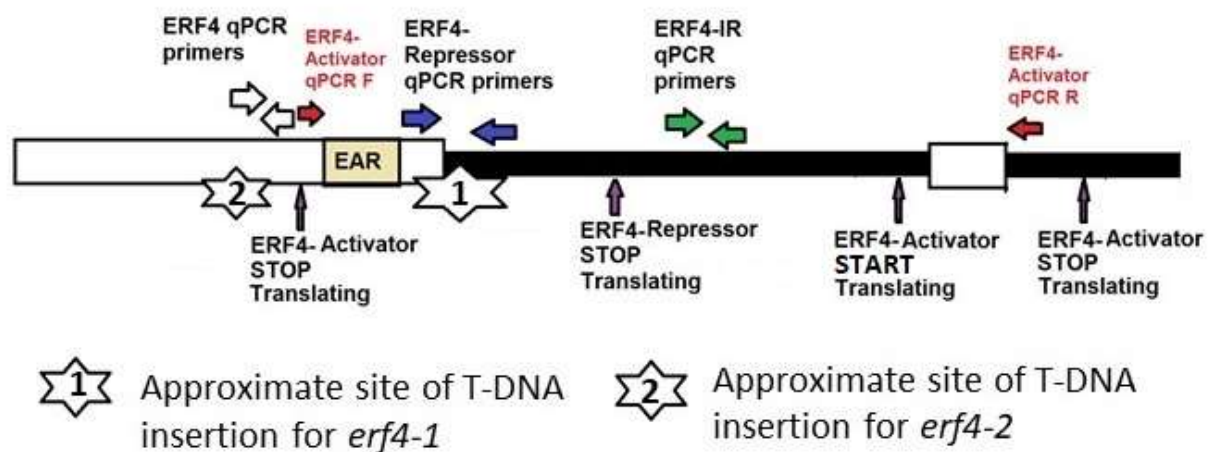 ERF4 qPCR
primers
ERF4-
Activator
qPCR F
ERF4-
Repressor
qPCR primers
ERF4-IR
qPCR
primers
ERF4-
Activator
qPCR R
EAR
2
1
ERF4-Activator
STOP
Translating
ERF4-Repressor
STOP
Translating
ERF4-Activator
START
Translating
ERF4-Activator
STOP
Translating
1
Approximate site of T-DNA
insertion for erf4-1
2
Approximate site of T-DNA
insertion for erf4-2